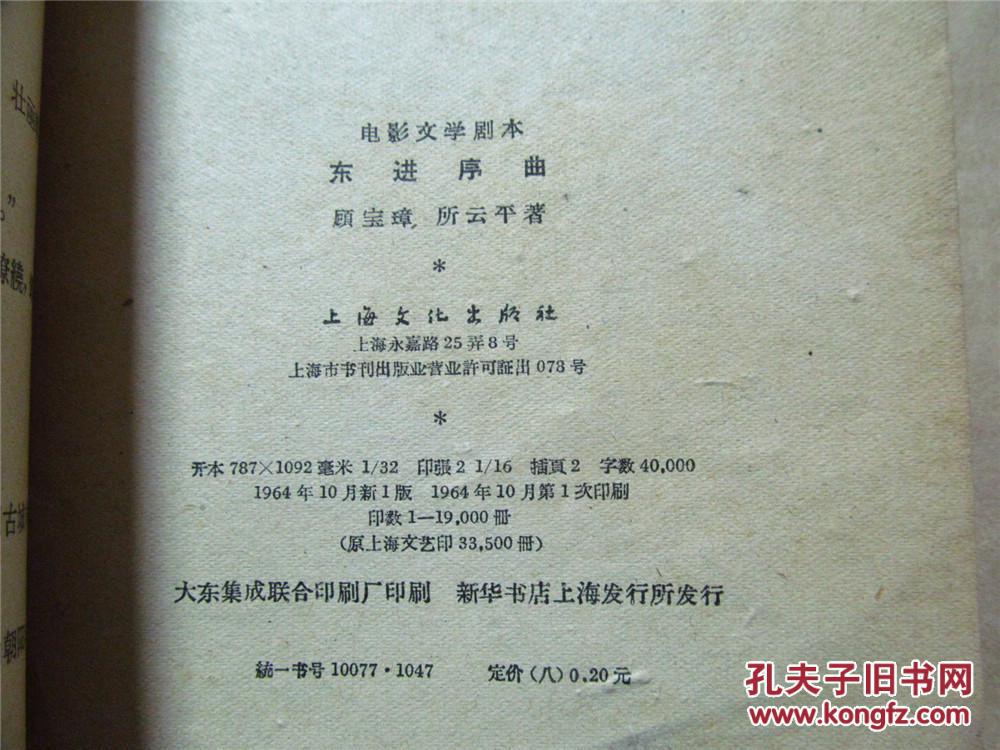 电影文学剧本
东进序曲
顾宝璋 所云平著
*
上海文化出版社
上海永嘉路25弄8号
上海市书刊出版业营业許可証出073号
*
开本787×1092毫米 1/32 印張2 1/16 插頁2 字数40,000
1964年10月新1版 1964年10月第1次印刷
印数1—19,000冊
(原上海文艺印33,500冊)
大东集成联合印刷厂印刷 新华书店上海发行所发行
統一书号10077·1047 定价(八)0.20元
壮
。”
繞,
古
朝
孔夫子旧书网
www.kongfz.com